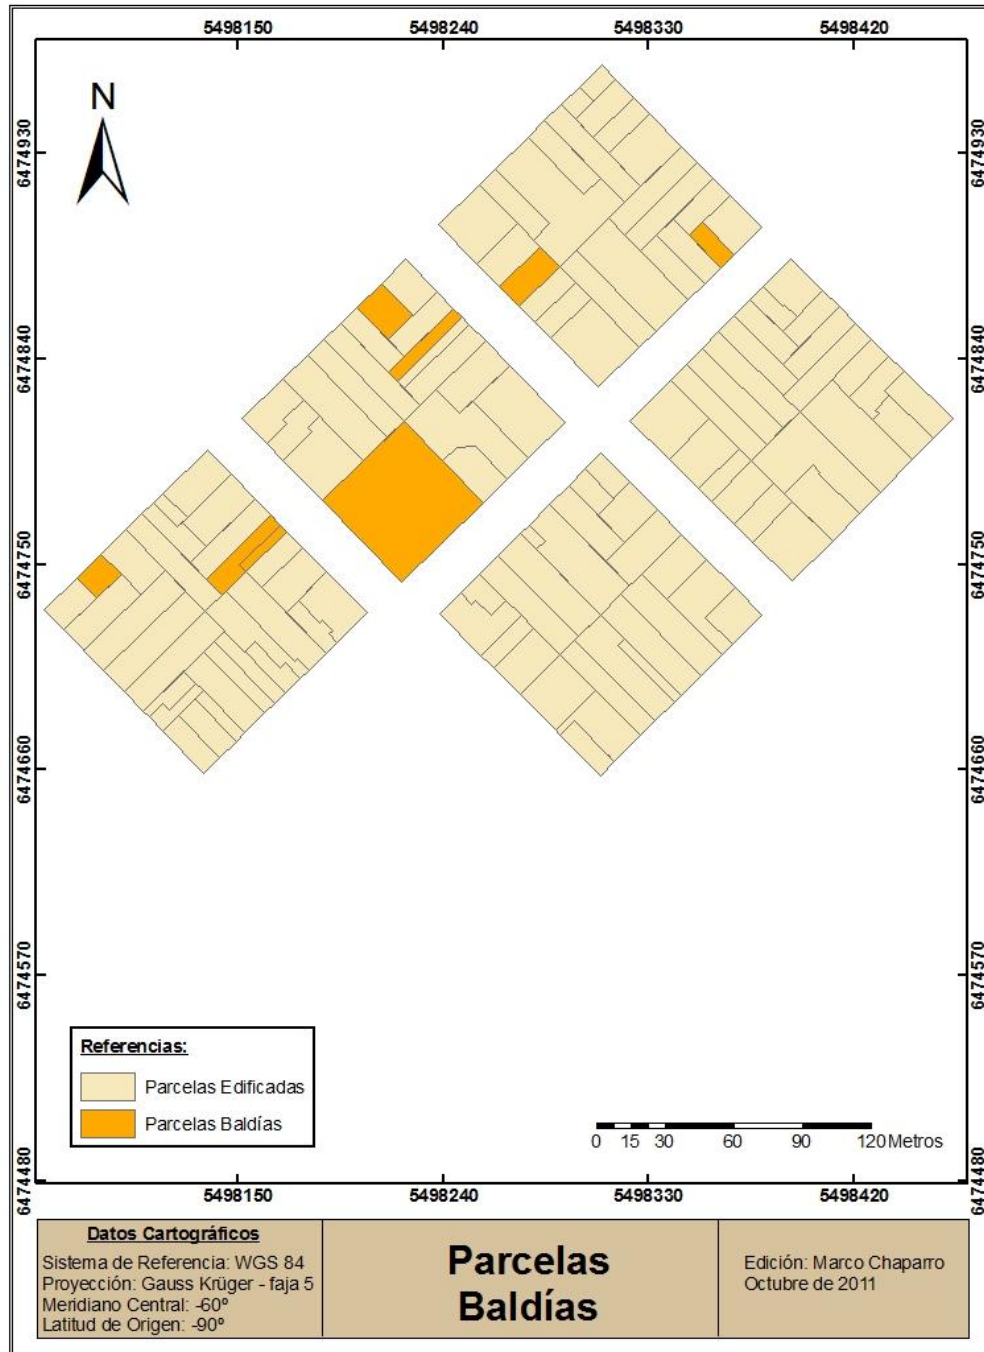 5498150 5498240 5498330 5498420
N
6474930 6474930
6474840 6474840
6474750 6474750
6474660 6474660
6474570 6474570
6474480 6474480
Referencias:
Parcelas Edificadas
Parcelas Baldías
0 15 30 60 90 120 Metros
5498150 5498240 5498330 5498420
Datos Cartográficos
Sistema de Referencia: WGS 84
Proyección: Gauss Krüger - faja 5
Meridiano Central: -60º
Latitud de Origen: -90º
Parcelas
Baldías
Edición: Marco Chaparro
Octubre de 2011